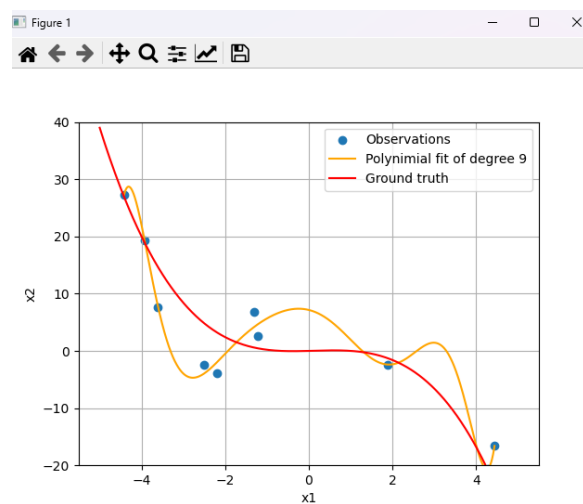 Figure 1
40
30
20
10
0
−10
−20
x2
Observations
Polynimial fit of degree 9
Ground truth
−4
−2
0
2
4
x1